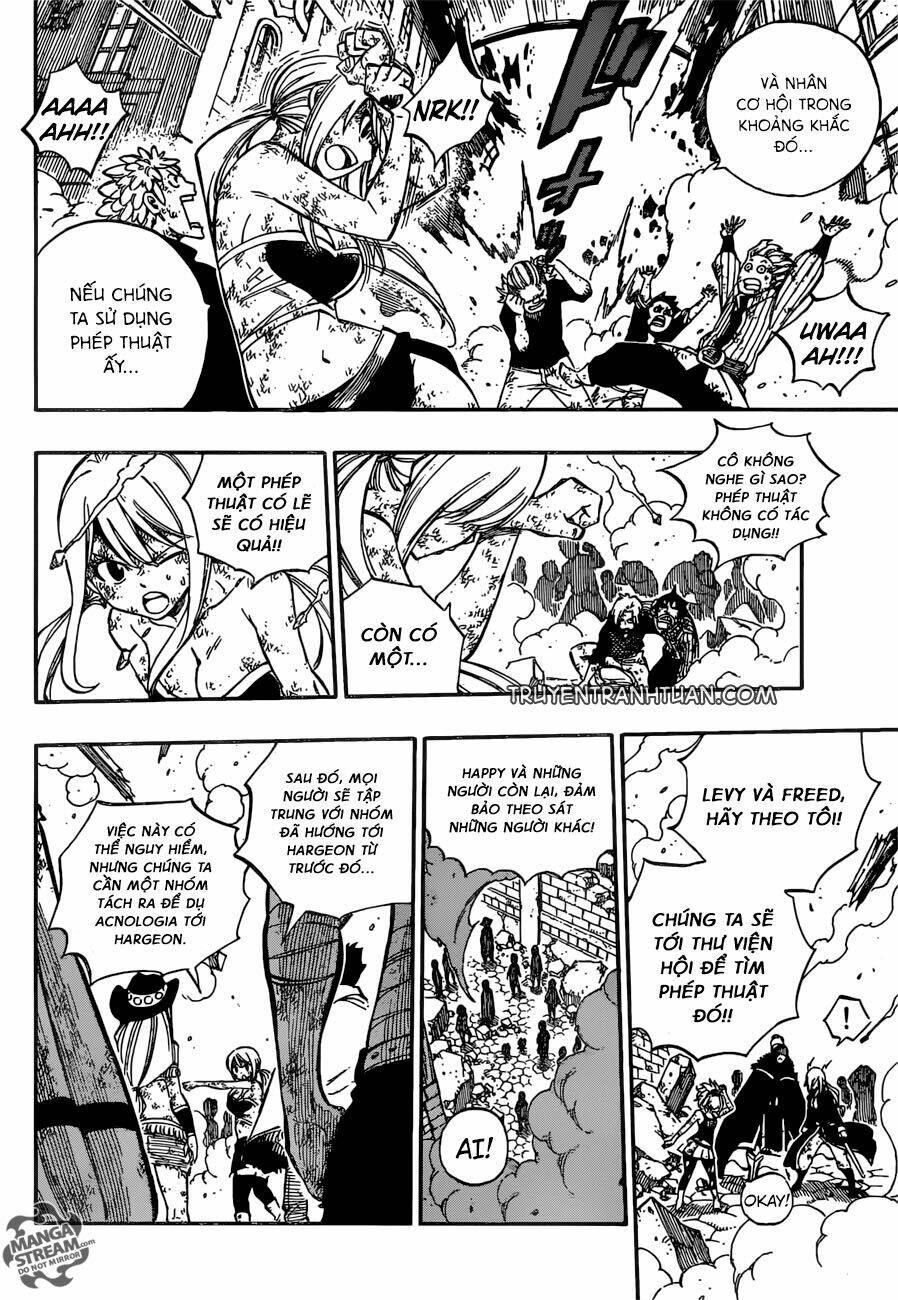 VÀ NHÂN
CƠ HỘI TRONG
KHOẢNG KHẮC
ĐÓ...
ドオ
UWAA
AH!!!
NRK!!
AAAA
AHH!!
NẾU CHÚNG
TA SỬ DỤNG
PHÉP THUẬT
ẤY...
CÔ KHÔNG
NGHE GÌ SAO?
PHÉP THUẬT
KHÔNG CÓ TÁC
DỤNG!!
CÒN CÓ
MỘT...
TRUYENTRANHTUAN.COM
MỘT PHÉP
THUẬT CÓ LẼ
SẼ CÓ HIỆU
QUẢ!!
LEVY VÀ FREED,
HÃY THEO TÔI!
CHÚNG TA SẼ
TỚI THƯ VIỆN
HỘI ĐỂ TÌM
PHÉP THUẬT
ĐÓ!!
!
OKAY!
HAPPY VÀ NHỮNG
NGƯỜI CÒN LẠI, ĐẢM
BẢO THEO SÁT
NHỮNG NGƯỜI KHÁC!
AI!
SAU ĐÓ, MỌI
NGƯỜI SẼ TẬP
TRUNG VỚI NHÓM
ĐÃ HƯỚNG TỚI
HARGEON TỪ
TRƯỚC ĐÓ...
VIỆC NÀY CÓ
THỂ NGUY HIỂM,
NHƯNG CHÚNG TA
CẦN MỘT NHÓM
TÁCH RA ĐỂ DỤ
ACNOLOGIA TỚI
HARGEON.
MANGA
STREAM.com
DO NOT MIRROR